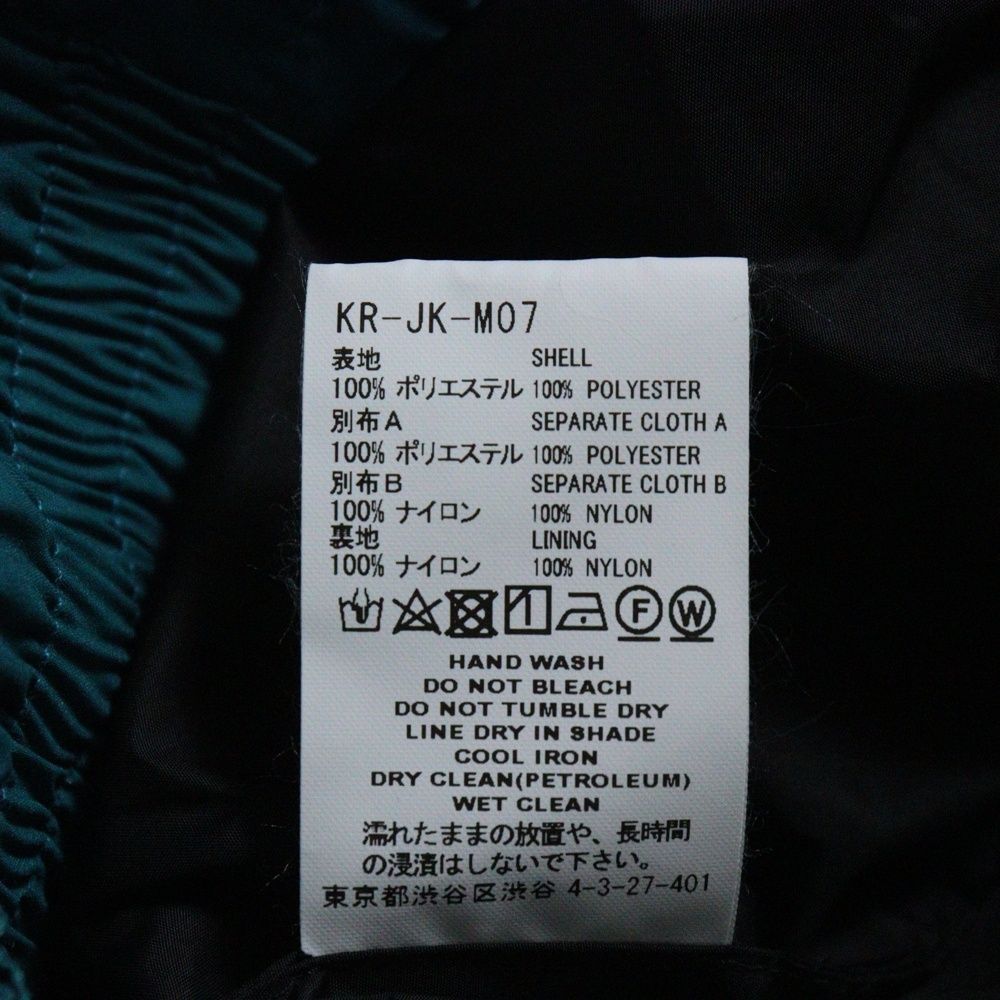 KR-JK-M07
表地 SHELL
100% ポリエステル 100% POLYESTER
別布A SEPARATE CLOTH A
100% ポリエステル 100% POLYESTER
別布B SEPARATE CLOTH B
100% ナイロン 100% NYLON
裏地 LINING
100% ナイロン 100% NYLON
F W
HAND WASH
DO NOT BLEACH
DO NOT TUMBLE DRY
LINE DRY IN SHADE
COOL IRON
DRY CLEAN(PETROLEUM)
WET CLEAN
濡れたままの放置や、長時間
の浸漬はしないで下さい。
東京都渋谷区渋谷 4-3-27-401